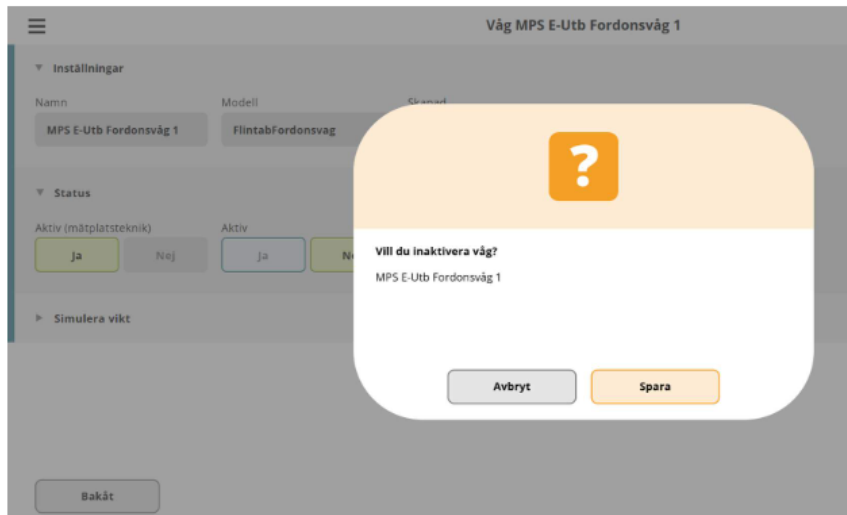 Våg MPS E-Utb Fordonsvåg 1
Inställningar
Namn
Modell
Skapad
MPS E-Utb Fordonsvåg 1
FlintabFordonsvag
?
Status
Aktiv (mätplatsteknik)
Aktiv
Ja
Nej
Ja
Vill du inaktivera våg?
MPS E-Utb Fordonsvåg 1
Simulera vikt
Avbryt
Spara
Bakåt